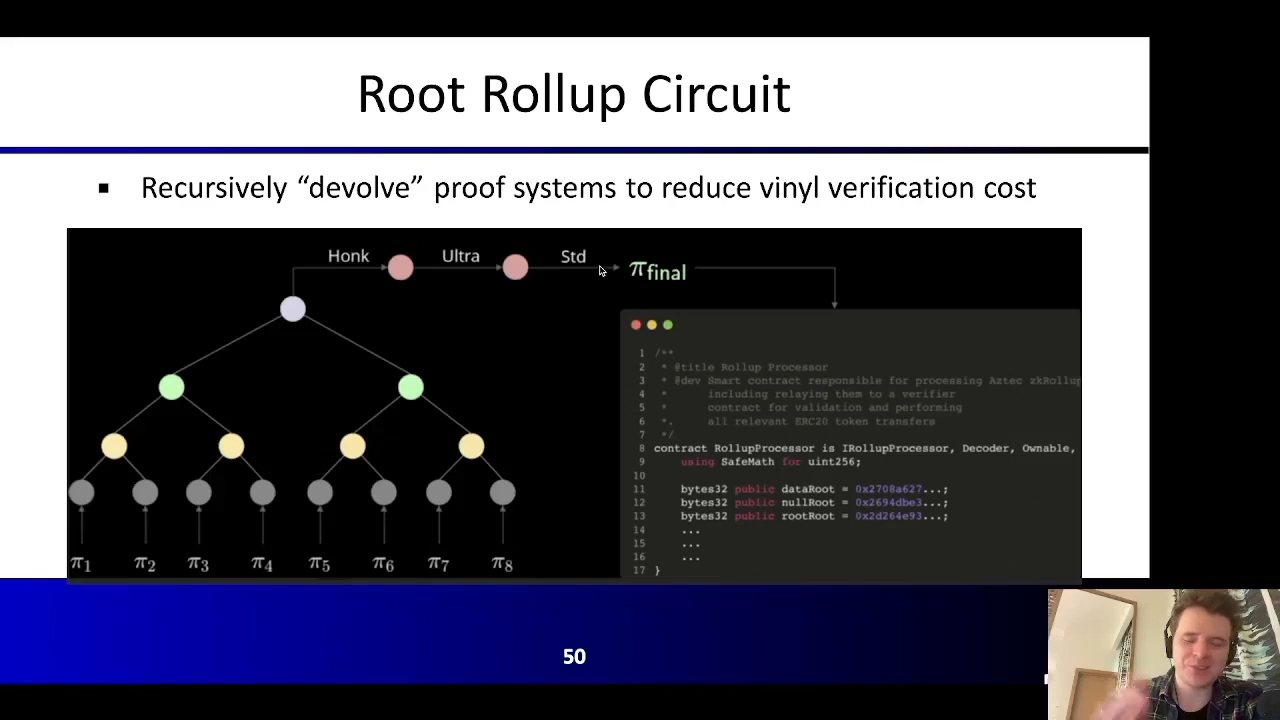 Root Rollup Circuit
▪ Recursively “devolve” proof systems to reduce vinyl verification cost
Honk Ultra Std π final
1 /**
2 * @title Rollup Processor
3 * @dev Smart contract responsible for processing Aztec zkRollup
4 * including relaying them to a verifier
5 * contract for validation and performing
6 *. all relevant ERC20 token transfers
7 */
8 contract RollupProcessor is IRollupProcessor, Decoder, Ownable,
9 using SafeMath for uint256;
10
11 bytes32 public dataRoot = 0x2708a627...;
12 bytes32 public nullRoot = 0x2694dbe3...;
13 bytes32 public rootRoot = 0x2d264e93...;
14 ...
15 ...
16 ...
17 }
π1 π2 π3 π4 π5 π6 π7 π8
50